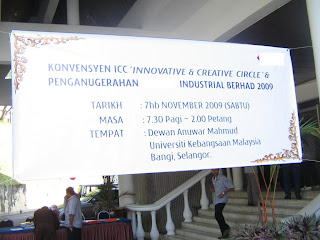 KONVENSYEN ICC 'INNOVATIVE & CREATIVE CIRCLE' &
PENGANUGERAHAN INDUSTRIAL BERHAD 2009
TARIKH : 7hb NOVEMBER 2009 (SABTU)
MASA : 7.30 Pagi - 2.00 Petang
TEMPAT : Dewan Anuwar Mahmud
Universiti Kebangsaan Malaysia
Bangi, Selangor.